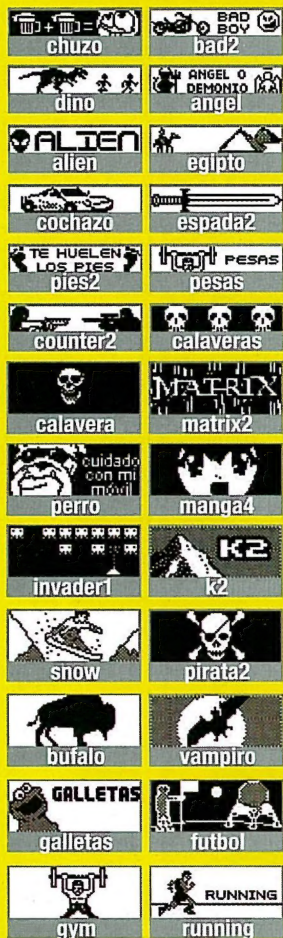 BAD
BOY
chuzo bad2
ANGEL O
DEMONIO
dino angel
ALIEN
alien egipto
cochazo espada2
TE HUELEN
LOS PIES
PESAS
pies2 pesas
counter2 calaveras
MATRIX
calavera matrix2
cuidado
con mi
móvil
perro manga4
K2
invader1 k2
snow pirata2
bufalo vampiro
GALLETAS
galletas futbol
RUNNING
gym running